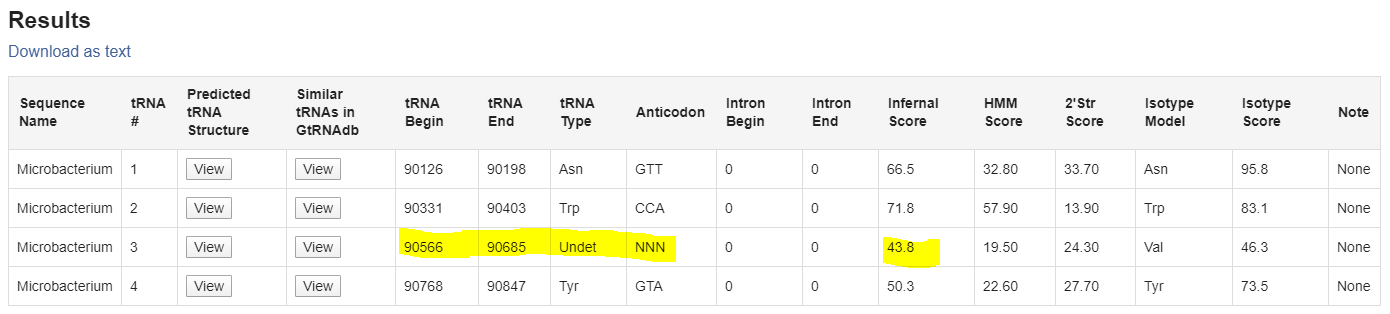 Results
Download as text
Sequence Name tRNA # Predicted tRNA Structure Similar tRNAs in GtRNAdb tRNA Begin tRNA End tRNA Type Anticodon Intron Begin Intron End Infernal Score HMM Score 2'Str Score Isotype Model Isotype Score Note
Microbacterium 1 View View 90126 90198 Asn GTT 0 0 66.5 32.80 33.70 Asn 95.8 None
Microbacterium 2 View View 90331 90403 Trp CCA 0 0 71.8 57.90 13.90 Trp 83.1 None
Microbacterium 3 View View 90566 90685 Undet NNN 0 0 43.8 19.50 24.30 Val 46.3 None
Microbacterium 4 View View 90768 90847 Tyr GTA 0 0 50.3 22.60 27.70 Tyr 73.5 None